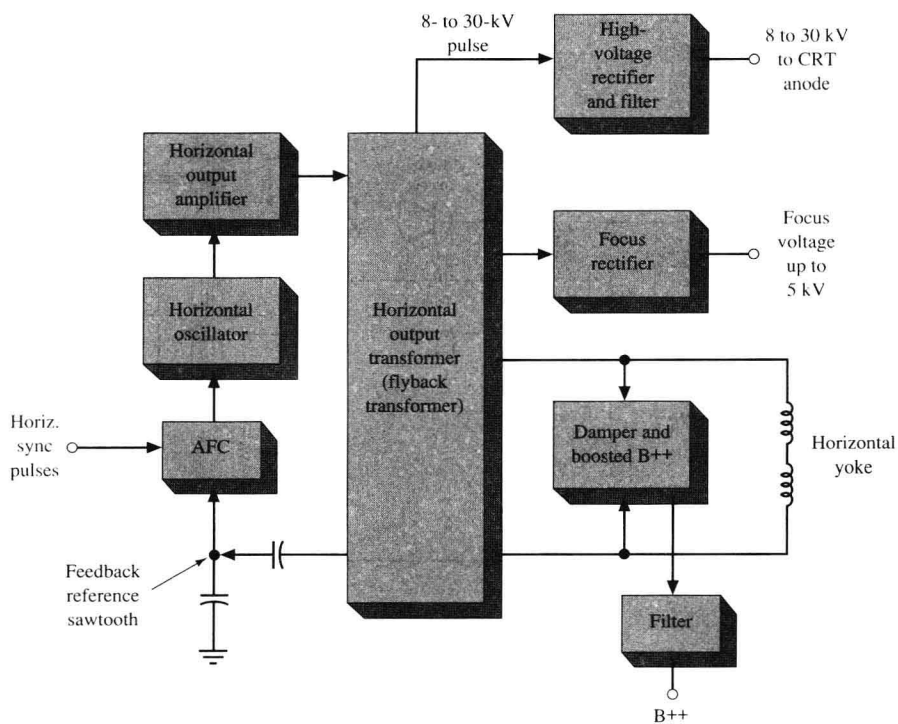 8- to 30-kV
pulse
High-
voltage
rectifier
and filter
8 to 30 kV
to CRT
anode
Horizontal
output
amplifier
Horizontal
oscillator
Horiz.
sync
pulses
AFC
Feedback
reference
sawtooth
Horizontal
output
transformer
(flyback
transformer)
Focus
rectifier
Focus
voltage
up to
5 kV
Damper and
boosted B++
Horizontal
yoke
Filter
B++